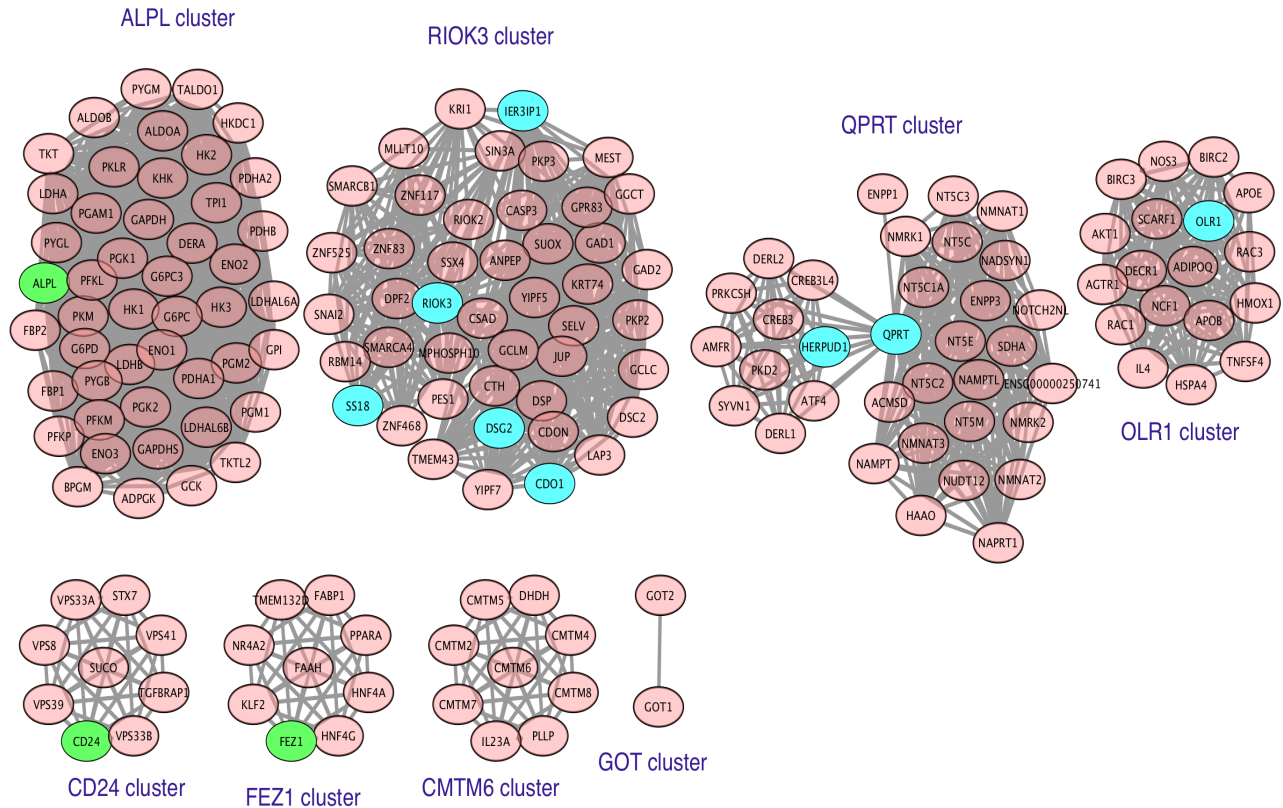 ALPL cluster
PYGM
TALDO1
ALDOB
ALDOA
HKDC1
TKT
PKLR
HK2
KHK
PDHA2
LDHA
TPI1
PGAM1
GAPDH
PDHB
PYGL
DERA
PGK1
ENO2
ALPL
PFKL
G6PC3
LDHAL6A
PKM
HK1
G6PC
HK3
FBP2
G6PD
ENO1
GPI
LDHB
PGM2
PYGB
PDHA1
FBP1
PGK2
PGM1
PFKM
LDHAL6B
PFKP
ENO3
GAPDHS
TKTL2
BPGM
ADPGK
GCK
RIOK3 cluster
KRI1
IER3IP1
MLLT10
SIN3A
PKP3
MEST
SMARCB1
ZNF117
GGCT
RIOK2
CASP3
GPR83
ZNF525
ZNF83
SUOX
GAD1
SSX4
ANPEP
GAD2
DPF2
RIOK3
YIPF5
KRT74
SNAI2
CSAD
SELV
PKP2
RBM14
SMARCA4
MPHOSPH10
GCLM
JUP
GCLC
SS18
PES1
CTH
DSP
ZNF468
DSG2
CDON
DSC2
TMEM43
LAP3
YIPF7
CDO1
QPRT cluster
ENPP1
NT5C3
NMNAT1
NMRK1
NT5C
NADSYN1
DERL2
CREB3L4
PRKCSH
NT5C1A
ENPP3
NOTCH2NL
CREB3
AMFR
HERPUD1
QPRT
NT5E
SDHA
PKD2
NT5C2
NAMPTL
ENSG00000250741
SYVN1
ATF4
ACMSD
DERL1
NT5M
NMRK2
NMNAT3
NAMPT
NUDT12
NMNAT2
HAAO
NAPRT1
NOS3
BIRC2
BIRC3
APOE
SCARF1
OLR1
AKT1
RAC3
DECR1
ADIPOQ
AGTR1
NCF1
HMOX1
RAC1
APOB
IL4
TNFSF4
HSPA4
OLR1 cluster
VPS33A
STX7
VPS8
VPS41
SUCO
VPS39
TGFBRAP1
CD24
VPS33B
CD24 cluster
TMEM132D
FABP1
NR4A2
PPARA
FAAH
KLF2
HNF4A
FEZ1
HNF4G
FEZ1 cluster
CMTM5
DHDH
CMTM2
CMTM4
CMTM6
CMTM7
CMTM8
IL23A
PLLP
CMTM6 cluster
GOT2
GOT1
GOT cluster